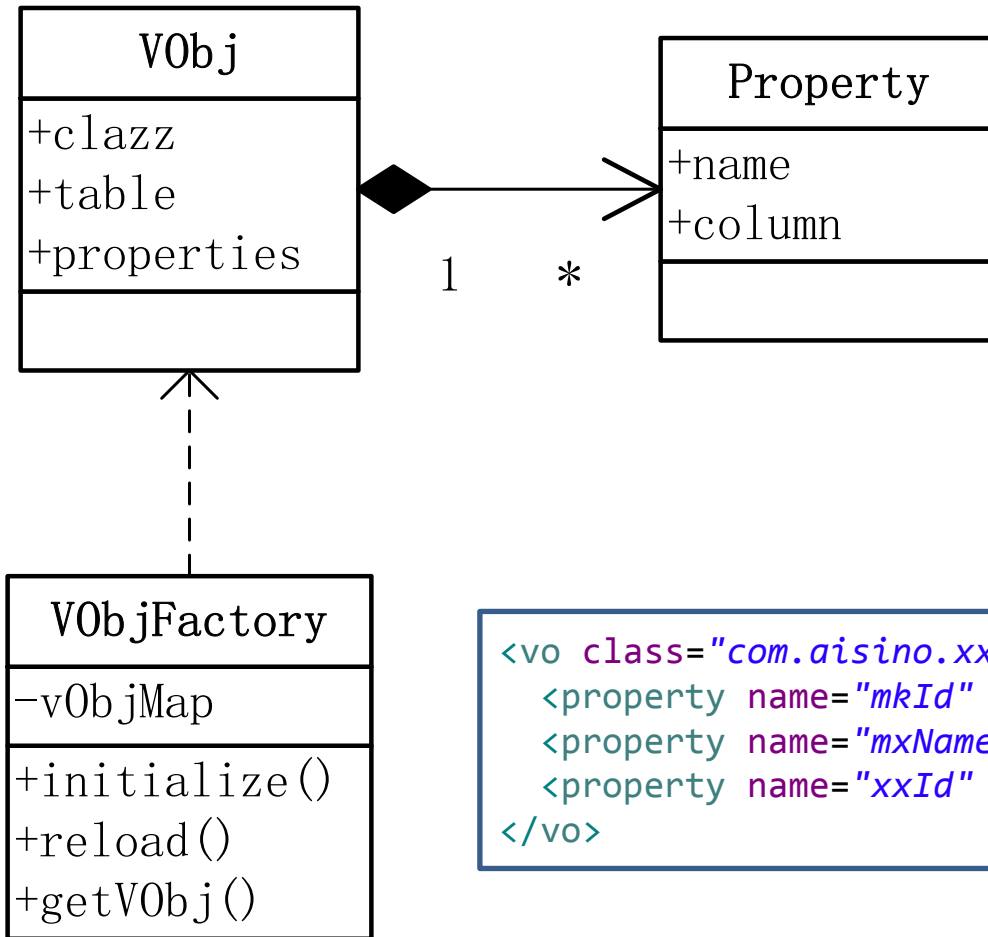 VObj
+clazz
+table
+properties
1 *
Property
+name
+column
VObjFactory
-vObjMap
+initialize()
+reload()
+getVObj()
<vo class="com.aisino.xx
<property name="mkId"
<property name="mxName
<property name="xxId"
</vo>